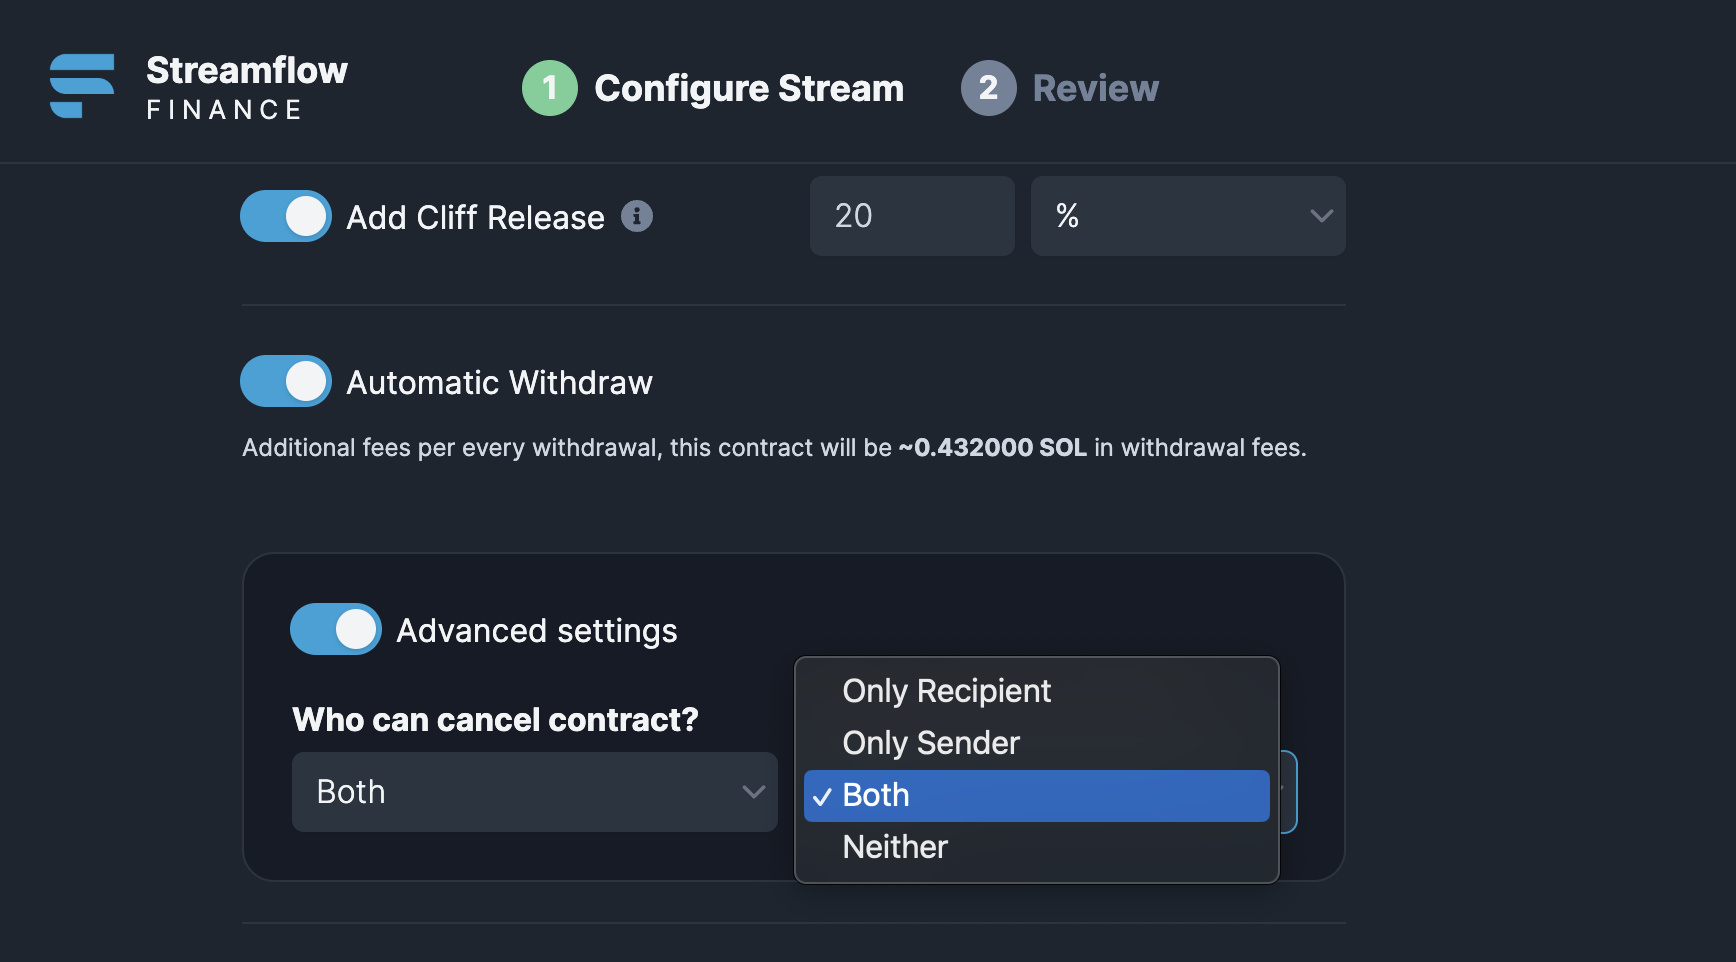 Streamflow
FINANCE
1 Configure Stream
2 Review
Add Cliff Release i
20
%
Automatic Withdraw
Additional fees per every withdrawal, this contract will be ~0.432000 SOL in withdrawal fees.
Advanced settings
Who can cancel contract?
Both
Only Recipient
Only Sender
✓ Both
Neither